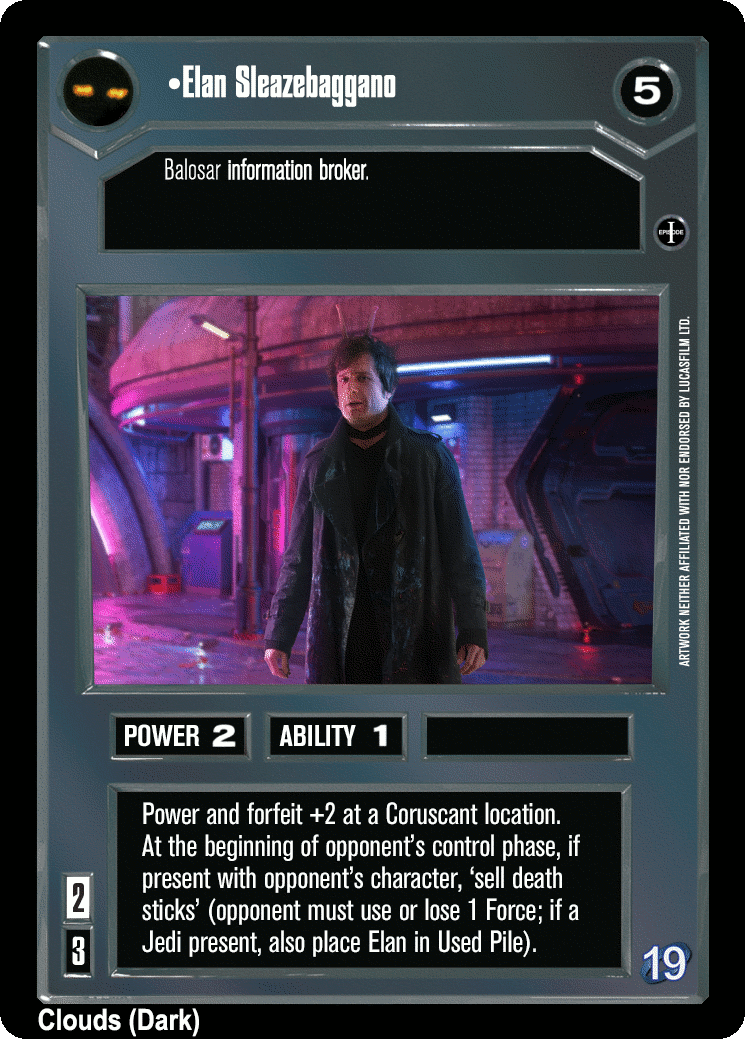 •Elan Sleazebaggano
5
Balosar information broker.
EPISODE
I
ARTWORK NEITHER AFFILIATED WITH NOR ENDORSED BY LUCASFILM LTD.
POWER 2
ABILITY 1
Power and forfeit +2 at a Coruscant location.
At the beginning of opponent’s control phase, if
present with opponent’s character, ‘sell death
sticks’ (opponent must use or lose 1 Force; if a
Jedi present, also place Elan in Used Pile).
2
3
19
Clouds (Dark)